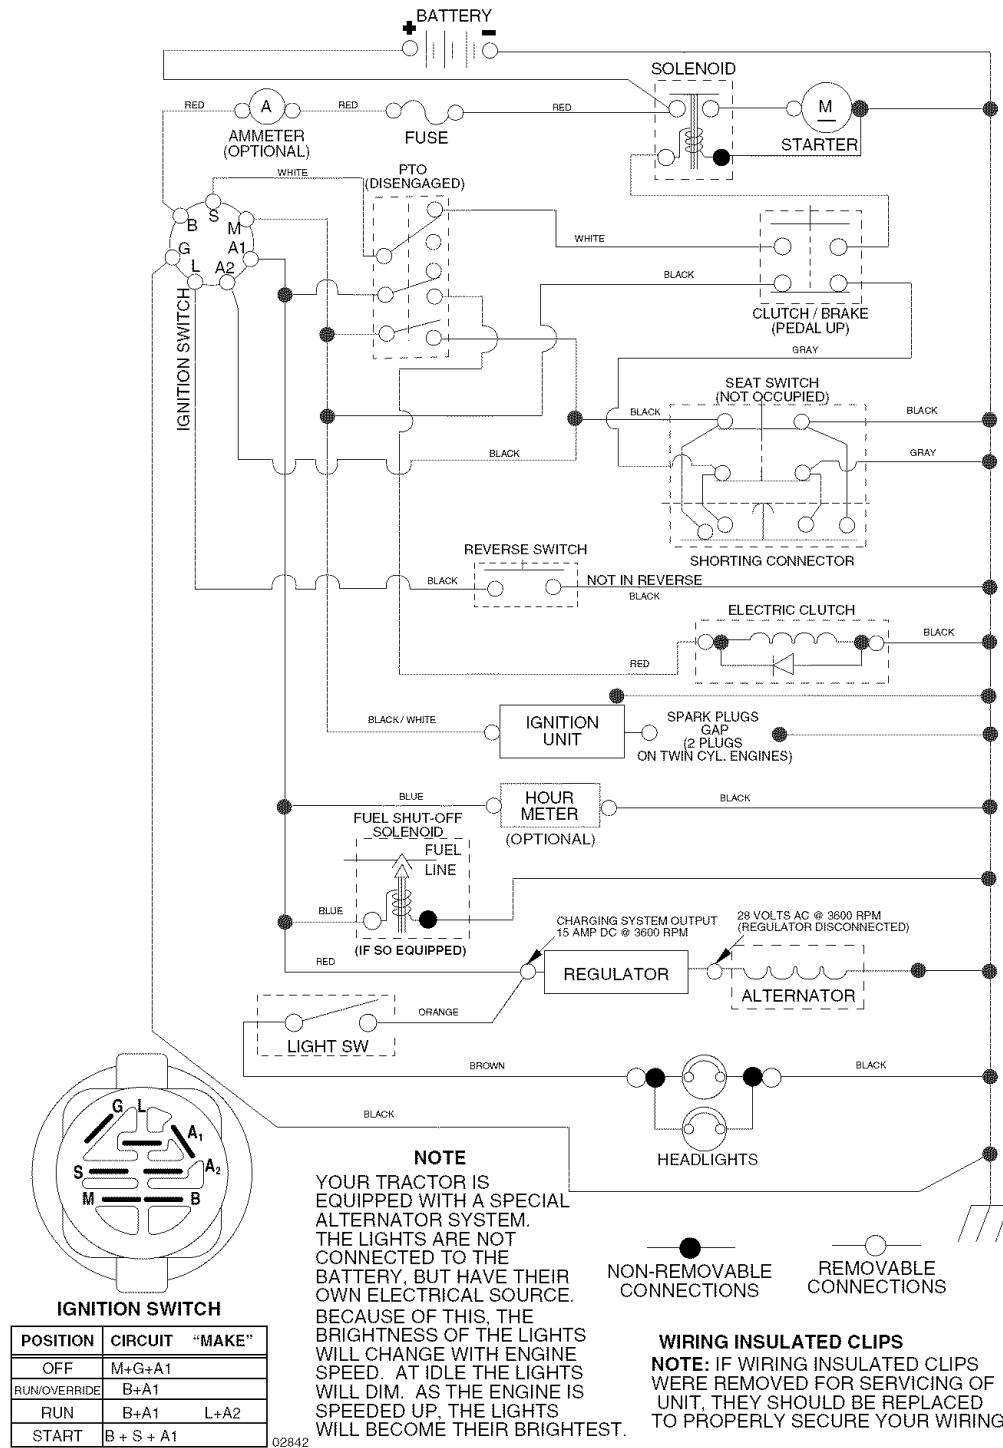 BATTERY
+
-
SOLENOID
RED
A
RED
RED
M
AMMETER
(OPTIONAL)
FUSE
STARTER
WHITE
PTO
(DISENGAGED)
S
B
M
G
A1
L
A2
IGNITION SWITCH
WHITE
BLACK
CLUTCH / BRAKE
(PEDAL UP)
GRAY
SEAT SWITCH
(NOT OCCUPIED)
BLACK
BLACK
BLACK
GRAY
SHORTING CONNECTOR
REVERSE SWITCH
BLACK
NOT IN REVERSE
BLACK
ELECTRIC CLUTCH
BLACK
RED
BLACK / WHITE
IGNITION
UNIT
SPARK PLUGS
GAP
(2 PLUGS
ON TWIN CYL. ENGINES)
BLUE
HOUR
METER
(OPTIONAL)
BLACK
FUEL SHUT-OFF
SOLENOID
FUEL
LINE
BLUE
(IF SO EQUIPPED)
CHARGING SYSTEM OUTPUT
15 AMP DC @ 3600 RPM
28 VOLTS AC @ 3600 RPM
(REGULATOR DISCONNECTED)
RED
REGULATOR
ALTERNATOR
ORANGE
LIGHT SW
BROWN
BLACK
BLACK
HEADLIGHTS
G
L
A1
A2
S
M
B
IGNITION SWITCH
POSITION CIRCUIT "MAKE"
OFF M+G+A1
RUN/OVERRIDE B+A1
RUN B+A1 L+A2
START B + S + A1
02842
NOTE
YOUR TRACTOR IS
EQUIPPED WITH A SPECIAL
ALTERNATOR SYSTEM.
THE LIGHTS ARE NOT
CONNECTED TO THE
BATTERY, BUT HAVE THEIR
OWN ELECTRICAL SOURCE.
BECAUSE OF THIS, THE
BRIGHTNESS OF THE LIGHTS
WILL CHANGE WITH ENGINE
SPEED. AT IDLE THE LIGHTS
WILL DIM. AS THE ENGINE IS
SPEEDED UP, THE LIGHTS
WILL BECOME THEIR BRIGHTEST.
NON-REMOVABLE
CONNECTIONS
REMOVABLE
CONNECTIONS
WIRING INSULATED CLIPS
NOTE: IF WIRING INSULATED CLIPS
WERE REMOVED FOR SERVICING OF
UNIT, THEY SHOULD BE REPLACED
TO PROPERLY SECURE YOUR WIRING